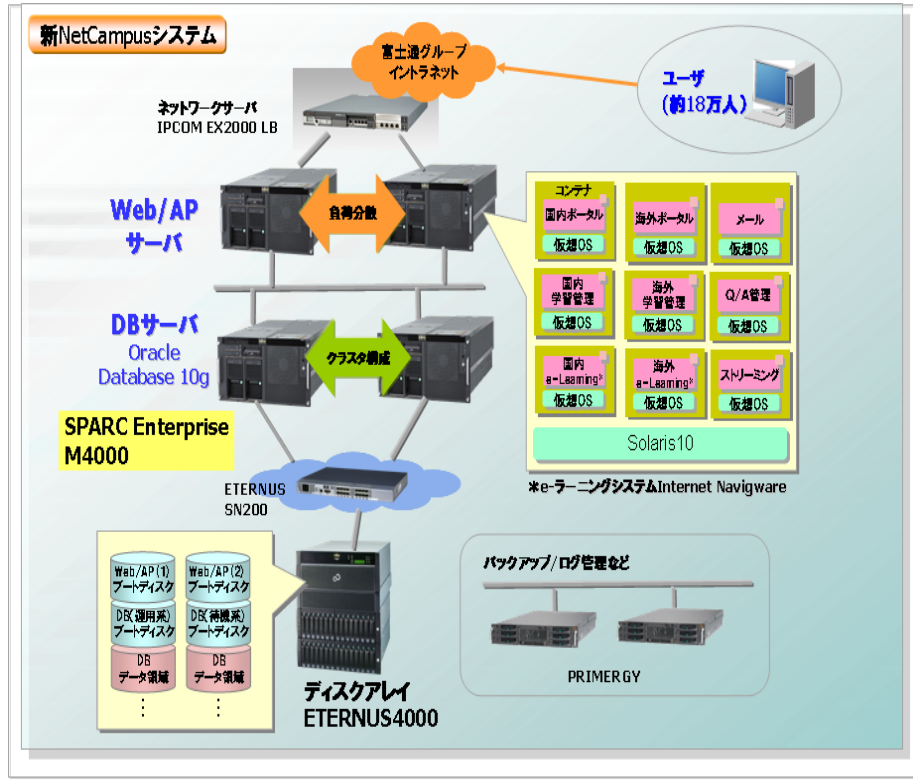 新NetCampusシステム
富士通グループ
イントラネット
ユーザ
(約18万人)
ネットワークサーバ
IPCOM EX2000 LB
Web/AP
サーバ
負荷分散
コンテナ
国内ポータル
仮想OS
海外ポータル
仮想OS
メール
仮想OS
国内
学習管理
仮想OS
海外
学習管理
仮想OS
Q/A管理
仮想OS
国内
e-Learning*
仮想OS
海外
e-Learning*
仮想OS
ストリーミング
仮想OS
Solaris10
*e-ラーニングシステムInternet Navigware
DBサーバ
Oracle
Database 10g
クラスタ構成
SPARC Enterprise
M4000
ETERNUS
SN200
Web/AP(1)
ブートディスク
Web/AP(2)
ブートディスク
DB(運用系)
ブートディスク
DB(待機系)
ブートディスク
DB
データ領域
DB
データ領域
⋮
⋮
ディスクアレイ
ETERNUS4000
バックアップ/ログ管理など
PRIMERGY